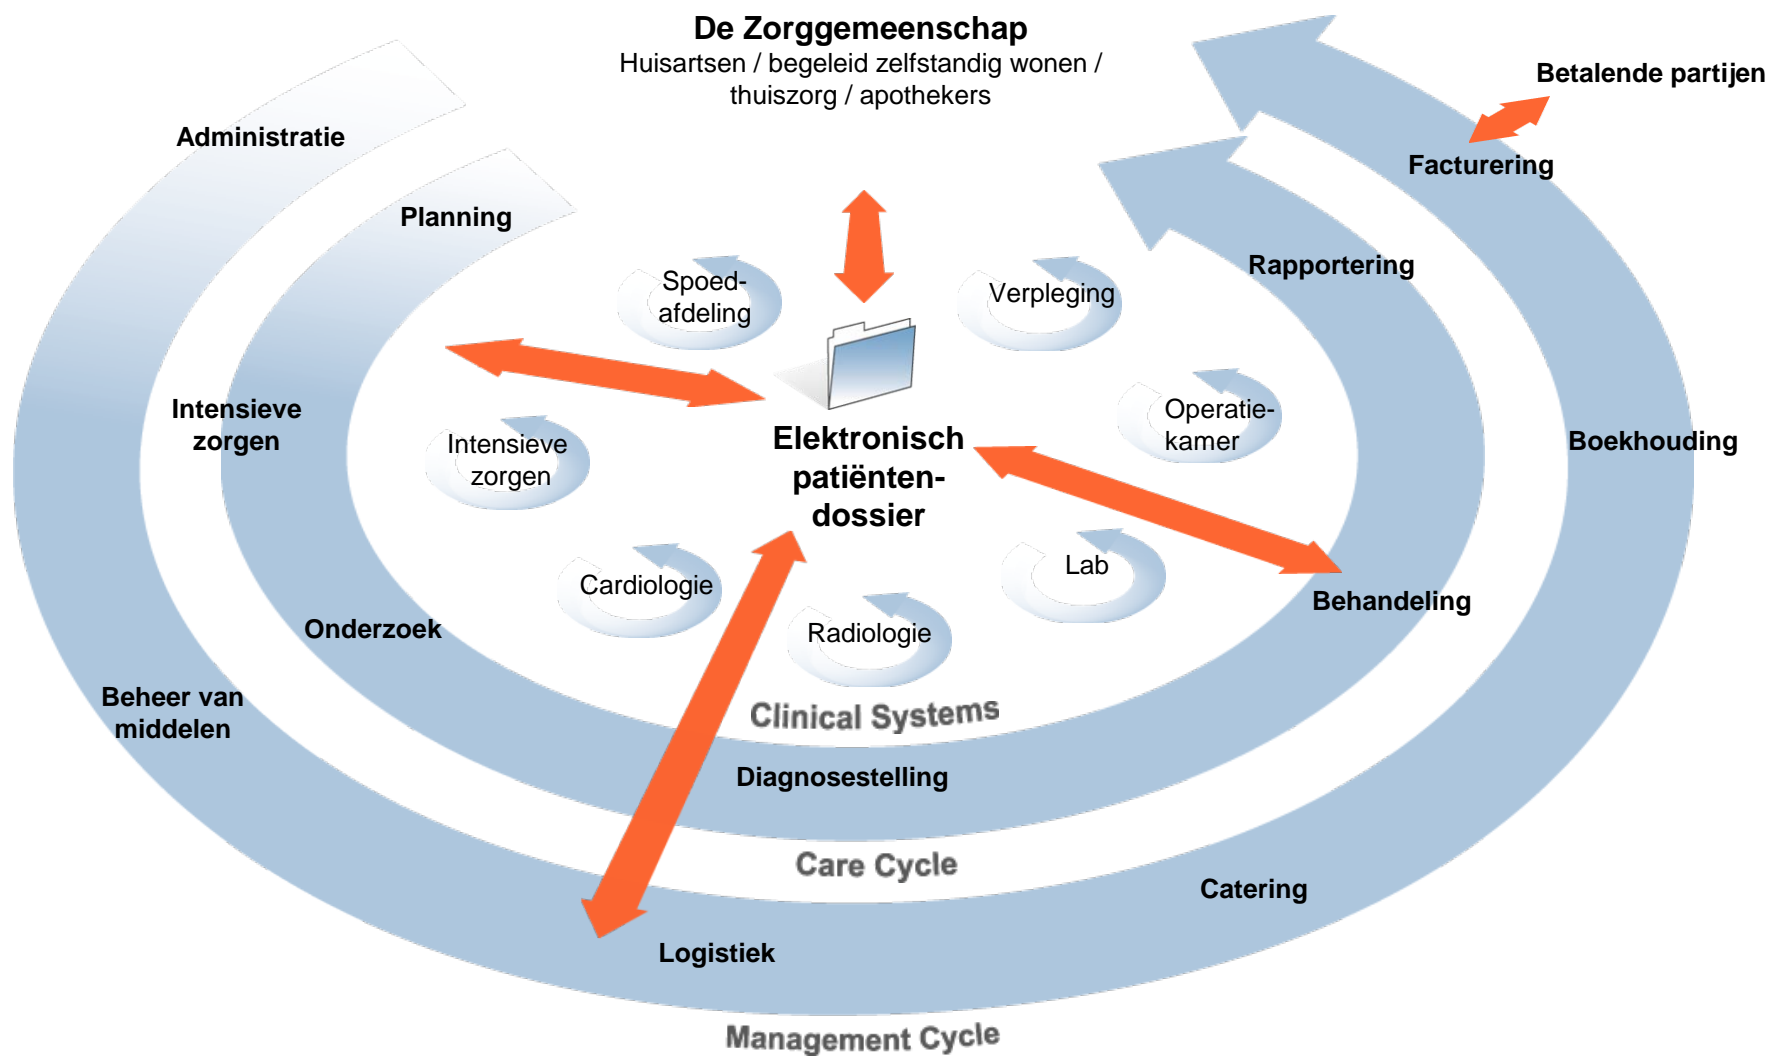 De Zorggemeenschap
Huisartsen / begeleid zelfstandig wonen /
thuiszorg / apothekers
Betalende partijen
Administratie
Facturering
Planning
Rapportering
Spoed-
afdeling
Verpleging
Intensieve
zorgen
Operatie-
kamer
Boekhouding
Intensieve
zorgen
Elektronisch
patiënten-
dossier
Lab
Cardiologie
Behandeling
Onderzoek
Radiologie
Beheer van
middelen
Clinical Systems
Diagnosestelling
Care Cycle
Catering
Logistiek
Management Cycle